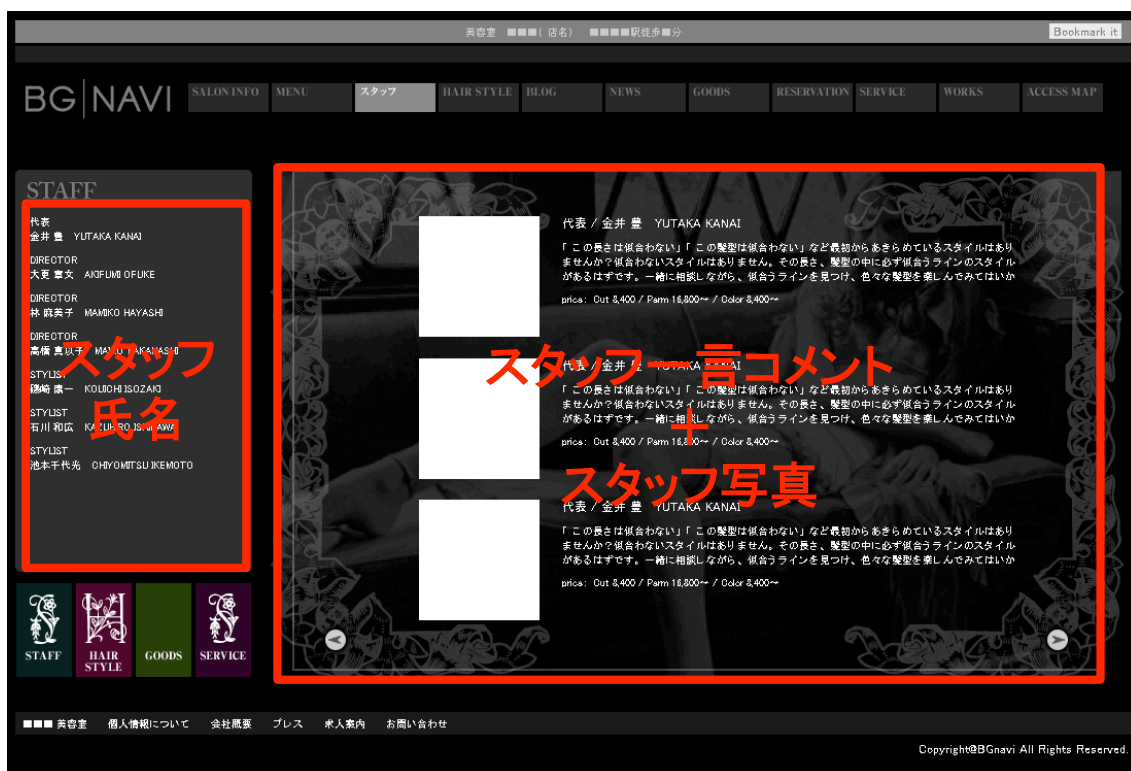 美容室　■■■( 店名)　■■■■駅徒歩■分
Bookmark it
BG|NAVI
SALON INFO
MENU
スタッフ
HAIR STYLE
BLOG
NEWS
GOODS
RESERVATION
SERVICE
WORKS
ACCESS MAP
STAFF
代表
金井 豊　YUTAKA KANAI
DIRECTOR
大更 章文　AKIFUMI OFUKE
DIRECTOR
林 麻美子　MAMIKO HAYASHI
DIRECTOR
高橋 真以子
STYLIST
康一　KOUICHI ISOZAKI
STYLIST
石川 和広
STYLIST
池本千代光　CHIYOMITSU IKEMOTO
スタッフ
氏名
代表 / 金井 豊　YUTAKA KANAI
「この長さは似合わない」「この髪型は似合わない」など最初からあきらめているスタイルはあり
ませんか？似合わないスタイルはありません。その長さ、髪型の中に必ず似合うラインのスタイル
があるはずです。一緒に相談しながら、似合うラインを見つけ、色々な髪型を楽しんでみてはいか
price: Cut 8,400 / Parm 16,800〜 / Color 8,400〜
代表 / 金井 豊　YUTAKA KANAI
「この長さは似合わない」「この髪型は似合わない」など最初からあきらめているスタイルはあり
ませんか？似合わないスタイルはありません。その長さ、髪型の中に必ず似合うラインのスタイル
があるはずです。一緒に相談しながら、似合うラインを見つけ、色々な髪型を楽しんでみてはいか
price: Cut 8,400 / Parm 16,800〜 / Color 8,400〜
代表 / 金井 豊　YUTAKA KANAI
「この長さは似合わない」「この髪型は似合わない」など最初からあきらめているスタイルはあり
ませんか？似合わないスタイルはありません。その長さ、髪型の中に必ず似合うラインのスタイル
があるはずです。一緒に相談しながら、似合うラインを見つけ、色々な髪型を楽しんでみてはいか
price: Cut 8,400 / Parm 16,800〜 / Color 8,400〜
スタッフ一言コメント
＋
スタッフ写真
STAFF
HAIR
STYLE
GOODS
SERVICE
■■■ 美容室　個人情報について　会社概要　プレス　求人案内　お問い合わせ
Copyright@BGnavi All Rights Reserved.